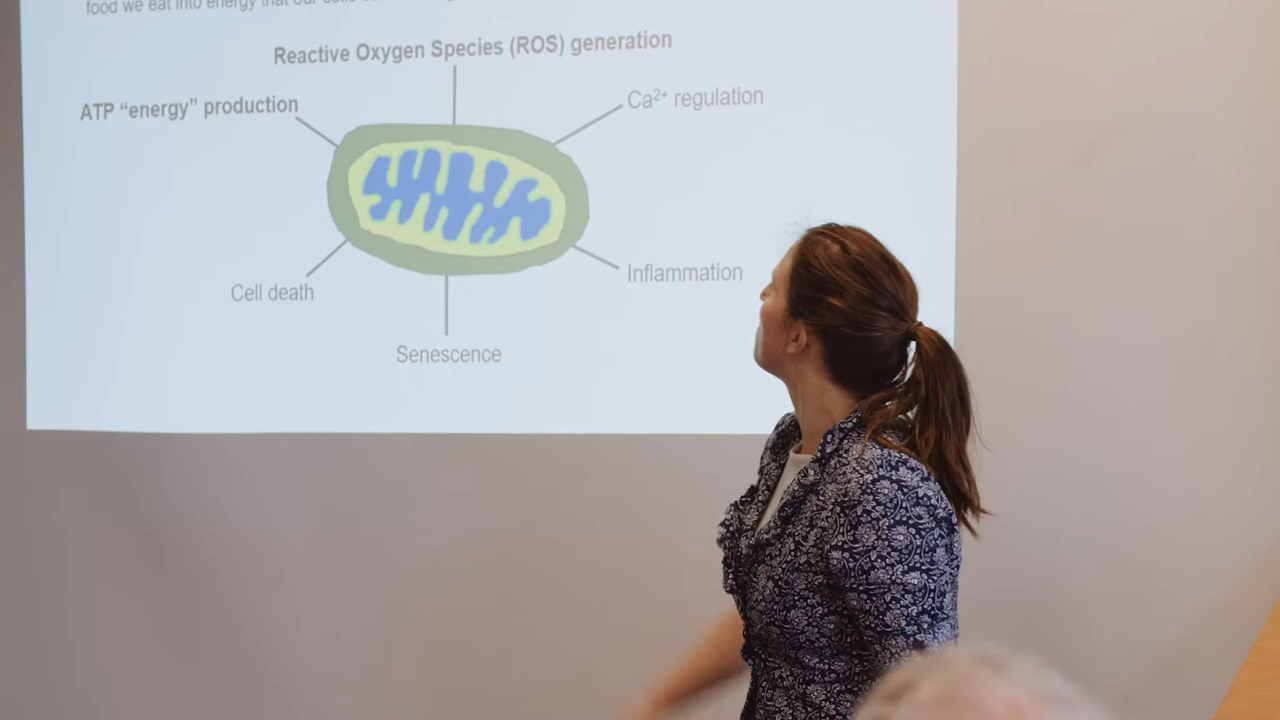 food we eat into energy that our cells can
Reactive Oxygen Species (ROS) generation
ATP “energy” production
Ca²⁺ regulation
Cell death
Inflammation
Senescence